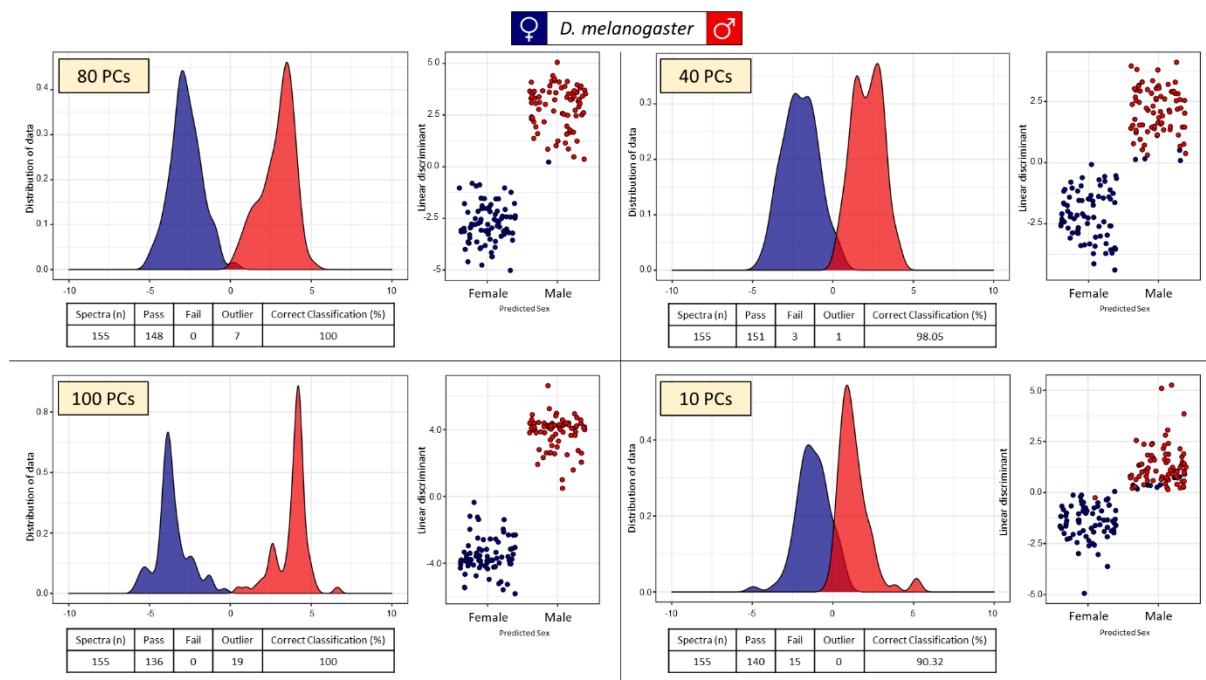 ♀ D. melanogaster ♂
80 PCs
Distribution of data
0.4
0.3
0.2
0.1
0.0
-10 -5 0 5 10
Linear discriminant
5.0
2.5
0.0
-2.5
-5
Female Male
Predicted Sex
Spectra (n) Pass Fail Outlier Correct Classification (%)
155 148 0 7 100
40 PCs
Distribution of data
0.3
0.2
0.1
0.0
-10 -5 0 5 10
Linear discriminant
2.5
0.0
-2.5
Female Male
Predicted Sex
Spectra (n) Pass Fail Outlier Correct Classification (%)
155 151 3 1 98.05
100 PCs
Distribution of data
0.8
0.5
0.2
0.0
-10 -5 0 5 10
Linear discriminant
4.0
0.0
-4.0
Female Male
Predicted Sex
Spectra (n) Pass Fail Outlier Correct Classification (%)
155 136 0 19 100
10 PCs
Distribution of data
0.4
0.2
0.0
-10 -5 0 5 10
Linear discriminant
5.0
2.5
0.0
-2.5
-5.0
Female Male
Predicted Sex
Spectra (n) Pass Fail Outlier Correct Classification (%)
155 140 15 0 90.32